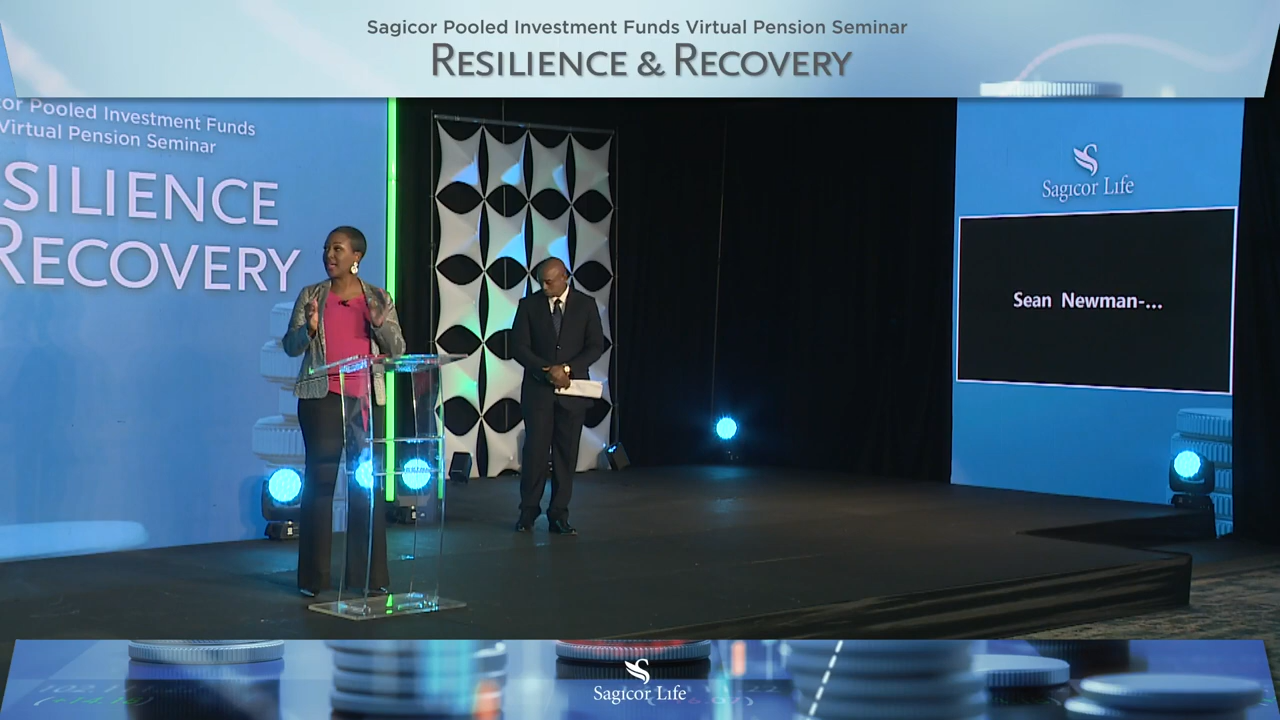 Sagicor Pooled Investment Funds Virtual Pension Seminar
RESILIENCE & RECOVERY
cor Pooled Investment Funds
Virtual Pension Seminar
SILIENCE
RECOVERY
Sagicor Life
Sean Newman-...
Sagicor Life